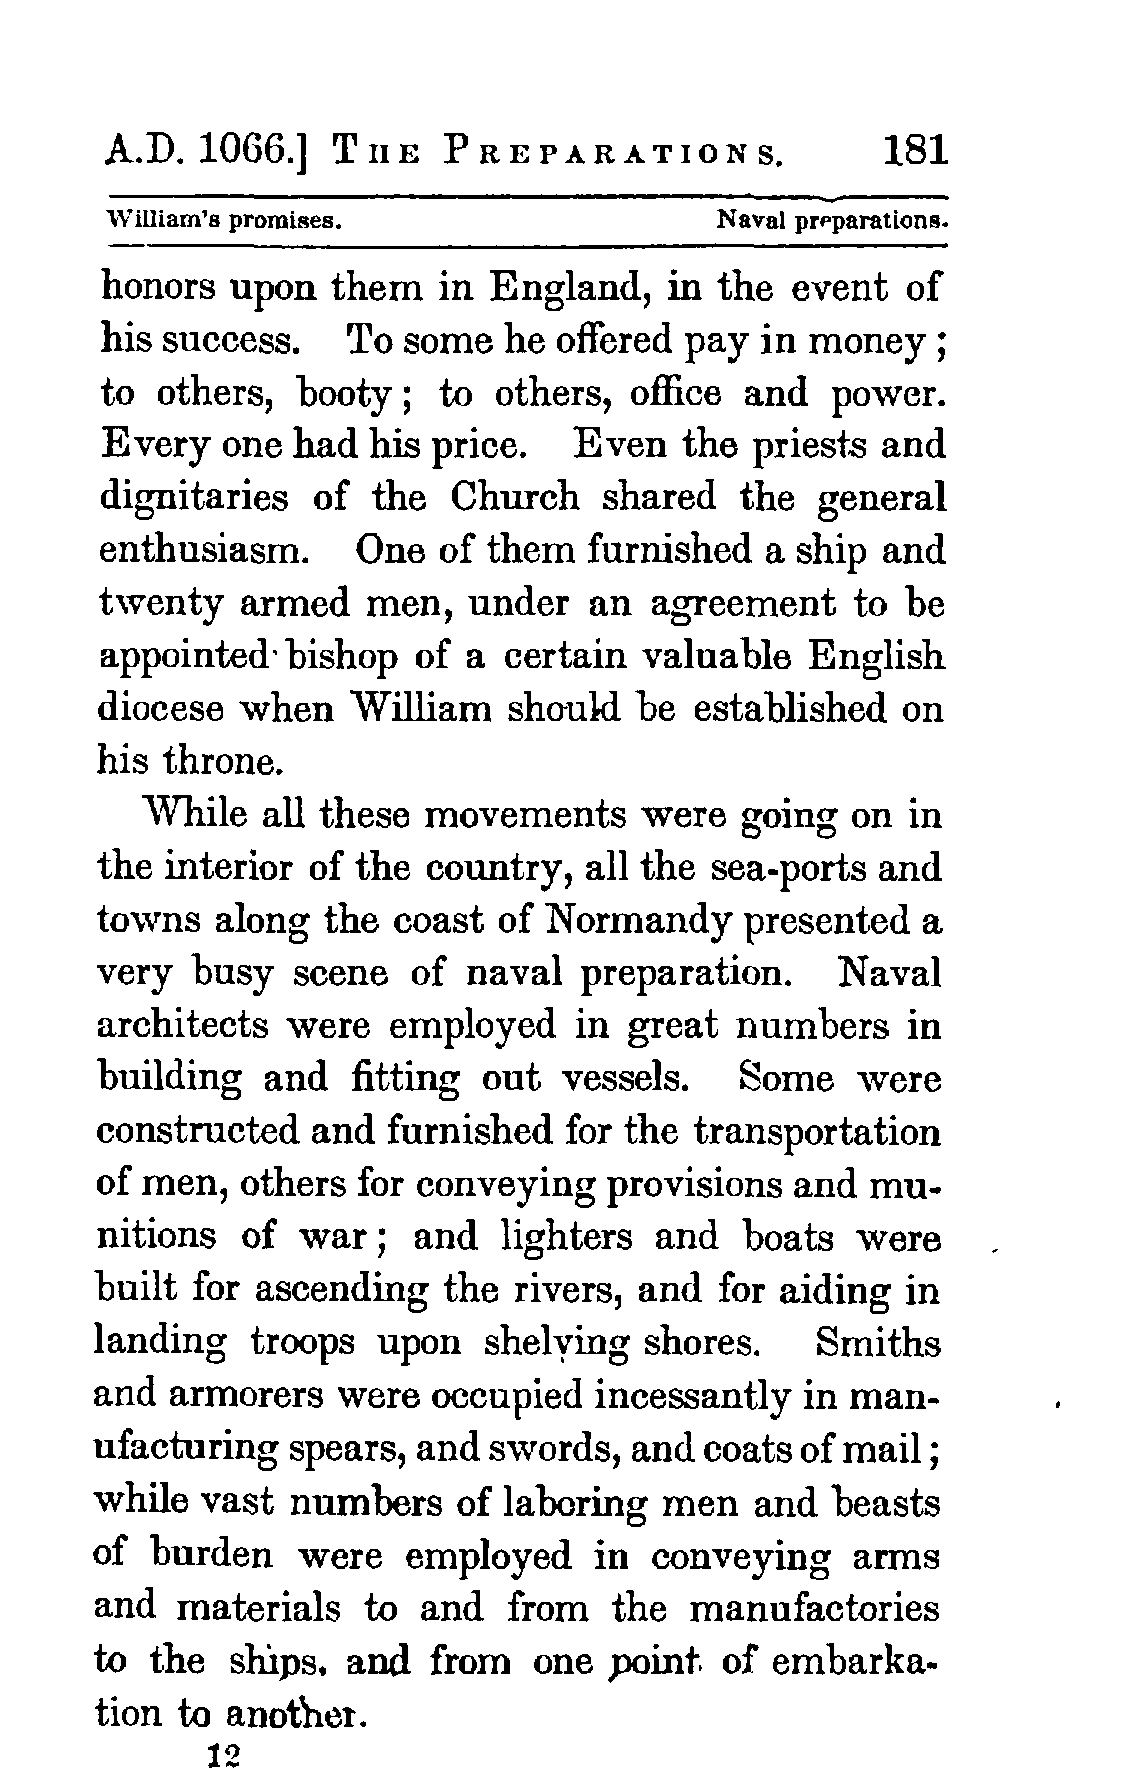 A.D. 1066.] THE PREPARATIONS. 181
William's promises. Naval preparations.
honors upon them in England, in the event of
his success. To some he offered pay in money ;
to others, booty ; to others, office and power.
Every one had his price. Even the priests and
dignitaries of the Church shared the general
enthusiasm. One of them furnished a ship and
twenty armed men, under an agreement to be
appointed bishop of a certain valuable English
diocese when William should be established on
his throne.
While all these movements were going on in
the interior of the country, all the sea-ports and
towns along the coast of Normandy presented a
very busy scene of naval preparation. Naval
architects were employed in great numbers in
building and fitting out vessels. Some were
constructed and furnished for the transportation
of men, others for conveying provisions and mu-
nitions of war ; and lighters and boats were
built for ascending the rivers, and for aiding in
landing troops upon shelving shores. Smiths
and armorers were occupied incessantly in man-
ufacturing spears, and swords, and coats of mail ;
while vast numbers of laboring men and beasts
of burden were employed in conveying arms
and materials to and from the manufactories
to the ships, and from one point of embarka-
tion to another.
12